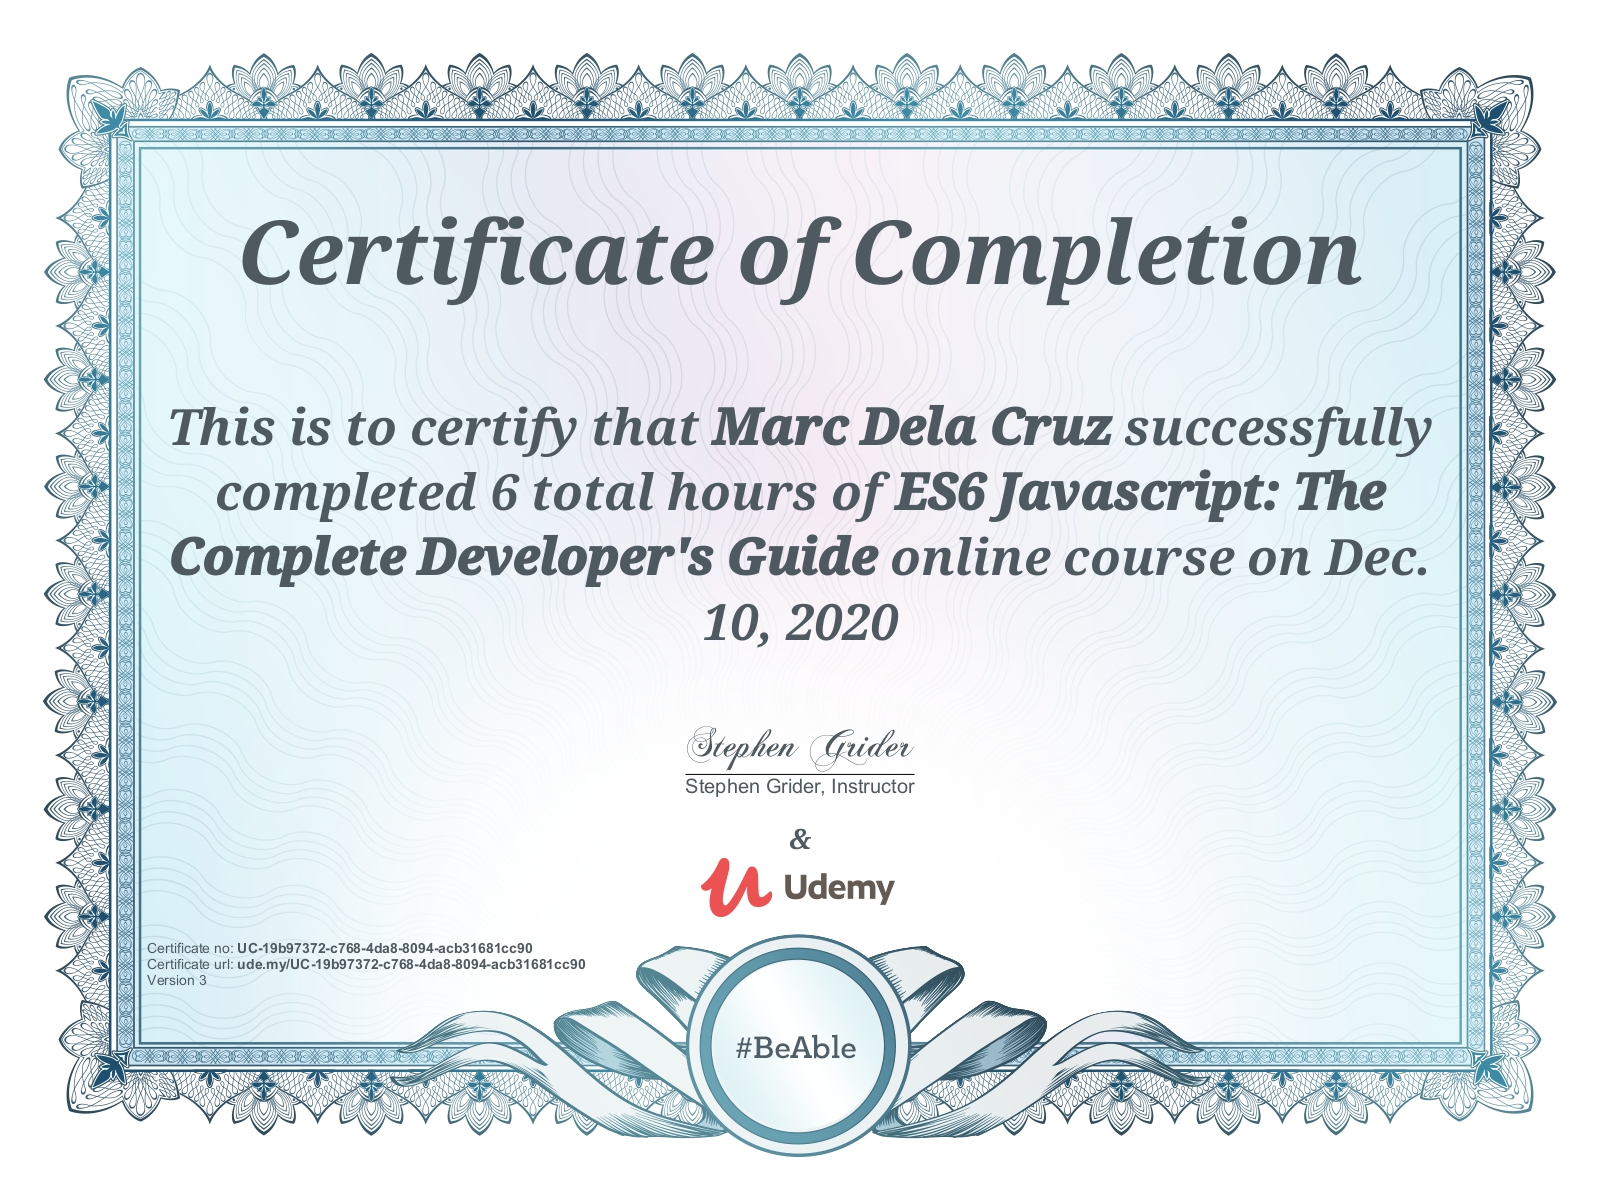 Certificate of Completion
This is to certify that Marc Dela Cruz successfully
completed 6 total hours of ES6 Javascript: The
Complete Developer's Guide online course on Dec.
10, 2020
Stephen Grider
Stephen Grider, Instructor
&
Udemy
Certificate no: UC-19b97372-c768-4da8-8094-acb31681cc90
Certificate url: ude.my/UC-19b97372-c768-4da8-8094-acb31681cc90
Version 3
#BeAble